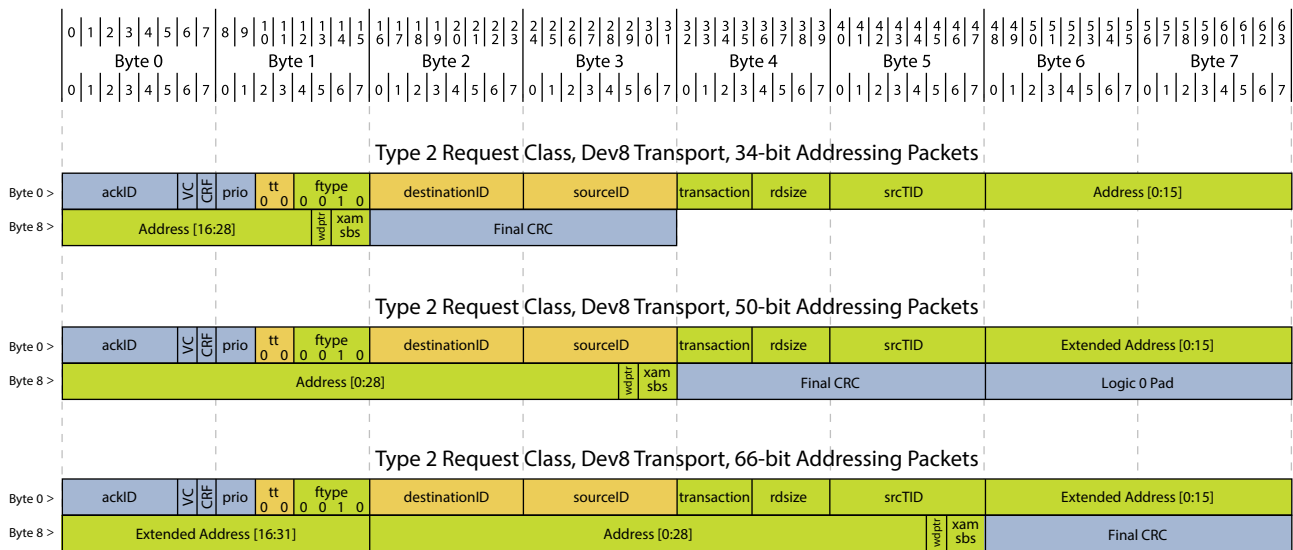 0 1 2 3 4 5 6 7 8 9 10 11 12 13 14 15 16 17 18 19 20 21 22 23 24 25 26 27 28 29 30 31 32 33 34 35 36 37 38 39 40 41 42 43 44 45 46 47 48 49 50 51 52 53 54 55 56 57 58 59 60 61 62 63
Byte 0 Byte 1 Byte 2 Byte 3 Byte 4 Byte 5 Byte 6 Byte 7
0 1 2 3 4 5 6 7 0 1 2 3 4 5 6 7 0 1 2 3 4 5 6 7 0 1 2 3 4 5 6 7 0 1 2 3 4 5 6 7 0 1 2 3 4 5 6 7 0 1 2 3 4 5 6 7 0 1 2 3 4 5 6 7
Type 2 Request Class, Dev8 Transport, 34-bit Addressing Packets
Byte 0 > ackID VC CRF prio tt 0 0 ftype 0 0 1 0 destinationID sourceID transaction rdsize srcTID Address [0:15]
Byte 8 > Address [16:28] wdptr xam sbs Final CRC
Type 2 Request Class, Dev8 Transport, 50-bit Addressing Packets
Byte 0 > ackID VC CRF prio tt 0 0 ftype 0 0 1 0 destinationID sourceID transaction rdsize srcTID Extended Address [0:15]
Byte 8 > Address [0:28] wdptr xam sbs Final CRC Logic 0 Pad
Type 2 Request Class, Dev8 Transport, 66-bit Addressing Packets
Byte 0 > ackID VC CRF prio tt 0 0 ftype 0 0 1 0 destinationID sourceID transaction rdsize srcTID Extended Address [0:15]
Byte 8 > Extended Address [16:31] Address [0:28] wdptr xam sbs Final CRC